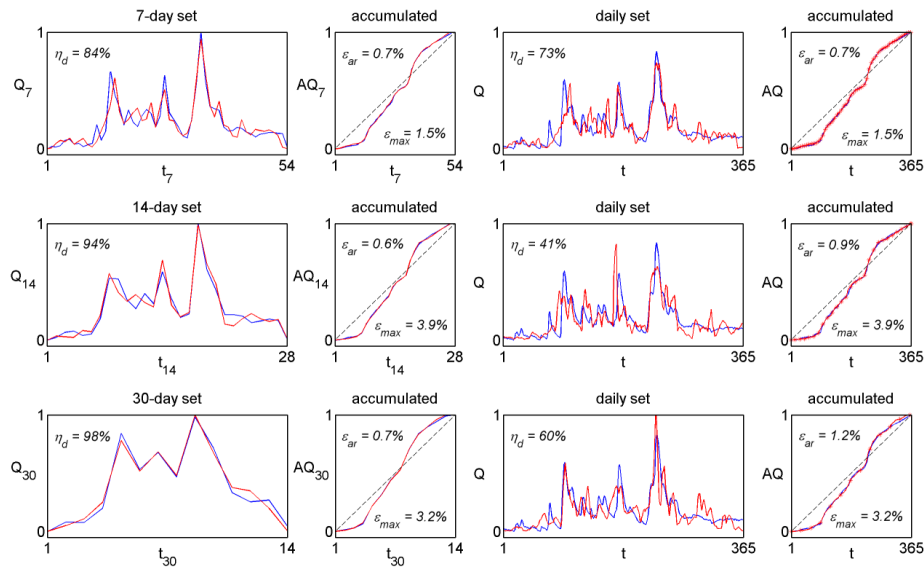 7-day set
accumulated
daily set
accumulated
1
η_d = 84%
Q_7
0
1
54
t_7
1
ε_ar = 0.7%
AQ_7
ε_max = 1.5%
0
1
54
t_7
1
η_d = 73%
Q
0
1
365
t
1
ε_ar = 0.7%
AQ
ε_max = 1.5%
0
1
365
t
14-day set
accumulated
daily set
accumulated
1
η_d = 94%
Q_14
0
1
28
t_14
1
ε_ar = 0.6%
AQ_14
ε_max = 3.9%
0
1
28
t_14
1
η_d = 41%
Q
0
1
365
t
1
ε_ar = 0.9%
AQ
ε_max = 3.9%
0
1
365
t
30-day set
accumulated
daily set
accumulated
1
η_d = 98%
Q_30
0
1
14
t_30
1
ε_ar = 0.7%
AQ_30
ε_max = 3.2%
0
1
14
t_30
1
η_d = 60%
Q
0
1
365
t
1
ε_ar = 1.2%
AQ
ε_max = 3.2%
0
1
365
t